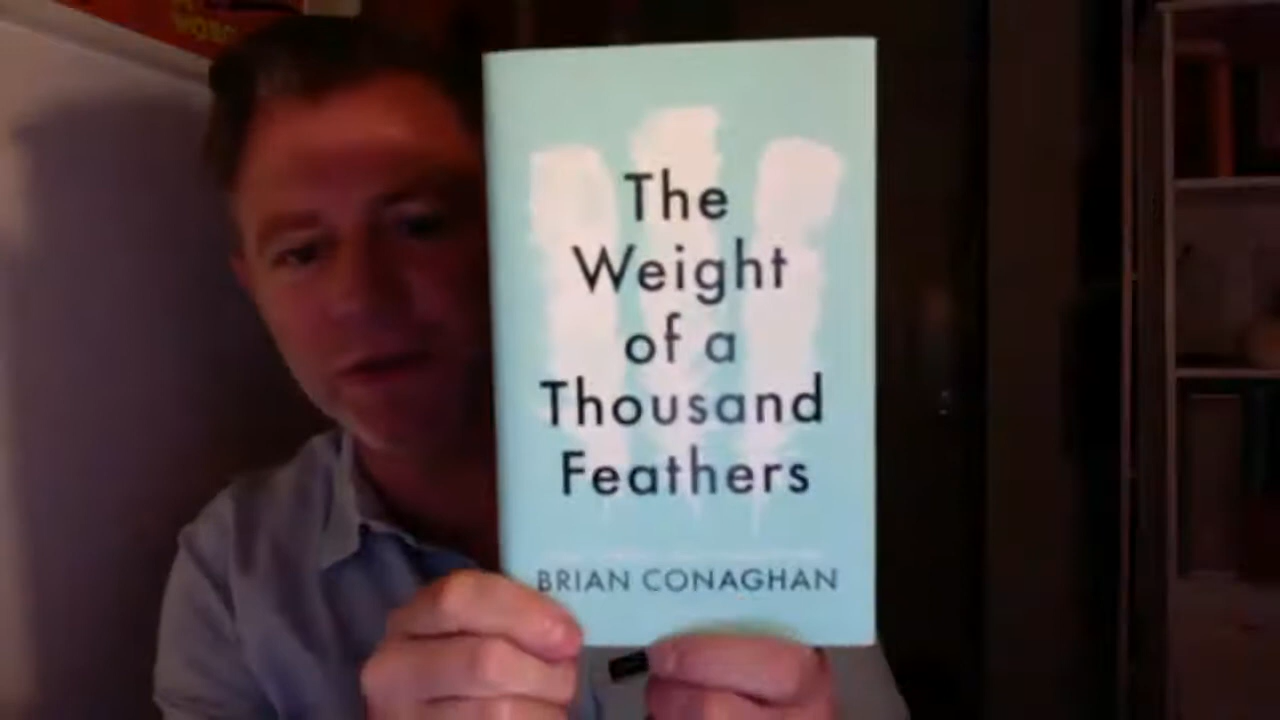 The
Weight
of a
Thousand
Feathers
BRIAN CONAGHAN